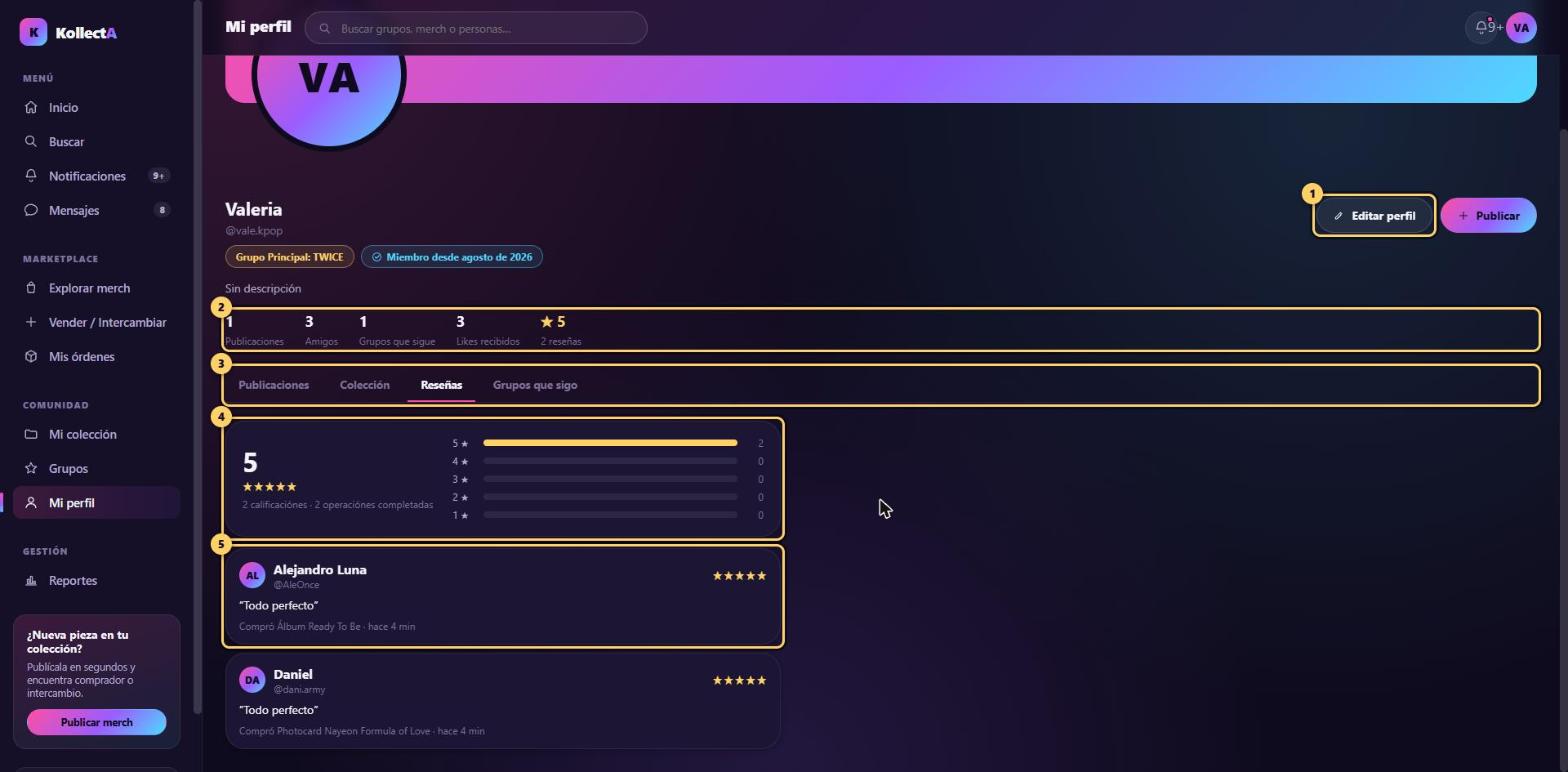 K KollectA
Mi perfil
Buscar grupos, merch o personas...
9+
VA
MENÚ
Inicio
Buscar
Notificaciones 9+
Mensajes 8
MARKETPLACE
Explorar merch
Vender / Intercambiar
Mis órdenes
COMUNIDAD
Mi colección
Grupos
Mi perfil
GESTIÓN
Reportes
¿Nueva pieza en tu
colección?
Publícala en segundos y
encuentra comprador o
intercambio.
Publicar merch
VA
Valeria
@vale.kpop
1
Editar perfil
Publicar
Grupo Principal: TWICE
Miembro desde agosto de 2026
Sin descripción
2
1 3 1 3 ★ 5
Publicaciones Amigos Grupos que sigue Likes recibidos 2 reseñas
3
Publicaciones Colección Reseñas Grupos que sigo
4
5
★★★★★
2 calificaciónes · 2 operaciónes completadas
5 ★ 2
4 ★ 0
3 ★ 0
2 ★ 0
1 ★ 0
5
AL Alejandro Luna ★★★★★
@AleOnce
“Todo perfecto”
Compró Álbum Ready To Be · hace 4 min
DA Daniel ★★★★★
@dani.army
“Todo perfecto”
Compró Photocard Nayeon Formula of Love · hace 4 min